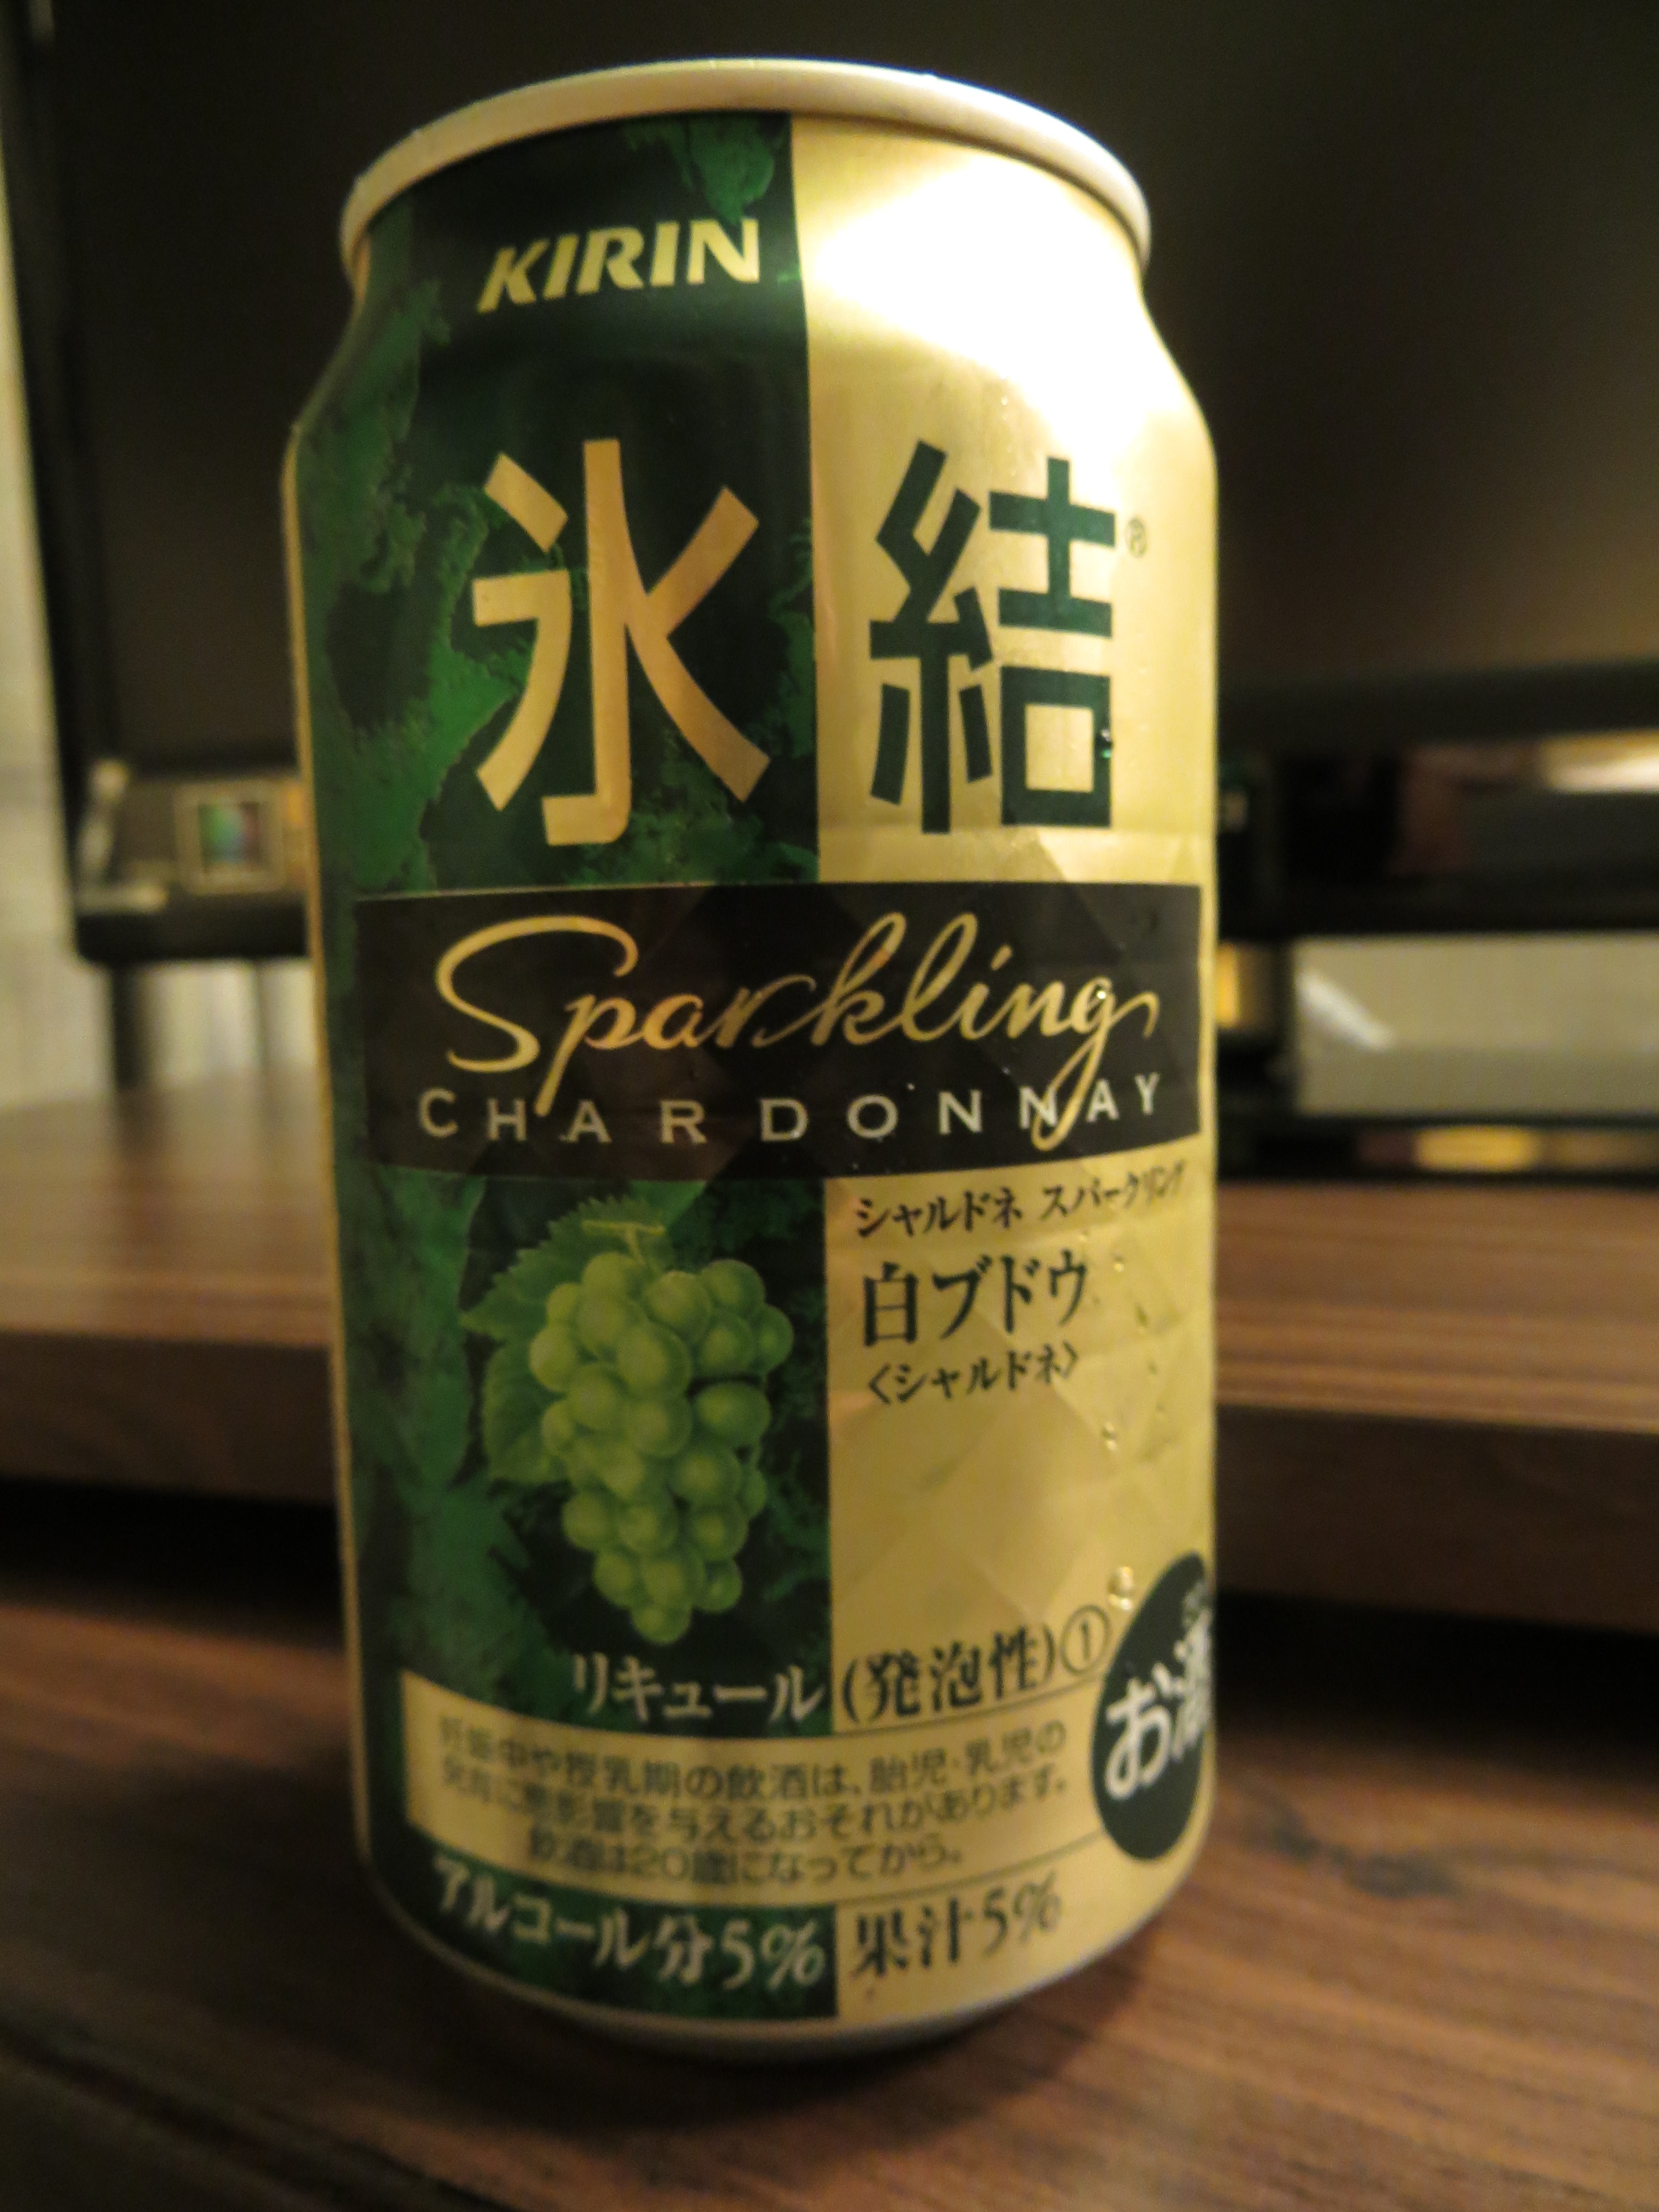 KIRIN
氷結®
Sparkling
CHARDONNAY
シャルドネ スパークリング
白ブドウ
〈シャルドネ〉
リキュール(発泡性)①
お酒
妊娠中や授乳期の飲酒は、胎児・乳児の
発育に悪影響を与えるおそれがあります。
飲酒は20歳になってから。
アルコール分5% 果汁5%